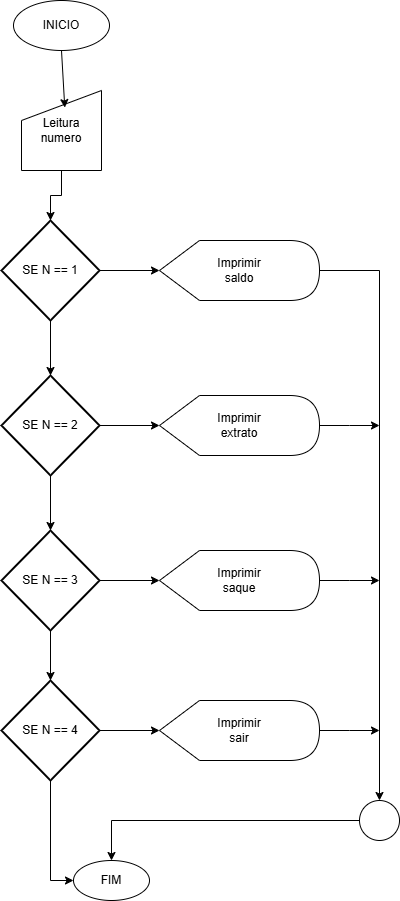 INICIO
Leitura
numero
SE N == 1
Imprimir
saldo
SE N == 2
Imprimir
extrato
SE N == 3
Imprimir
saque
SE N == 4
Imprimir
sair
FIM